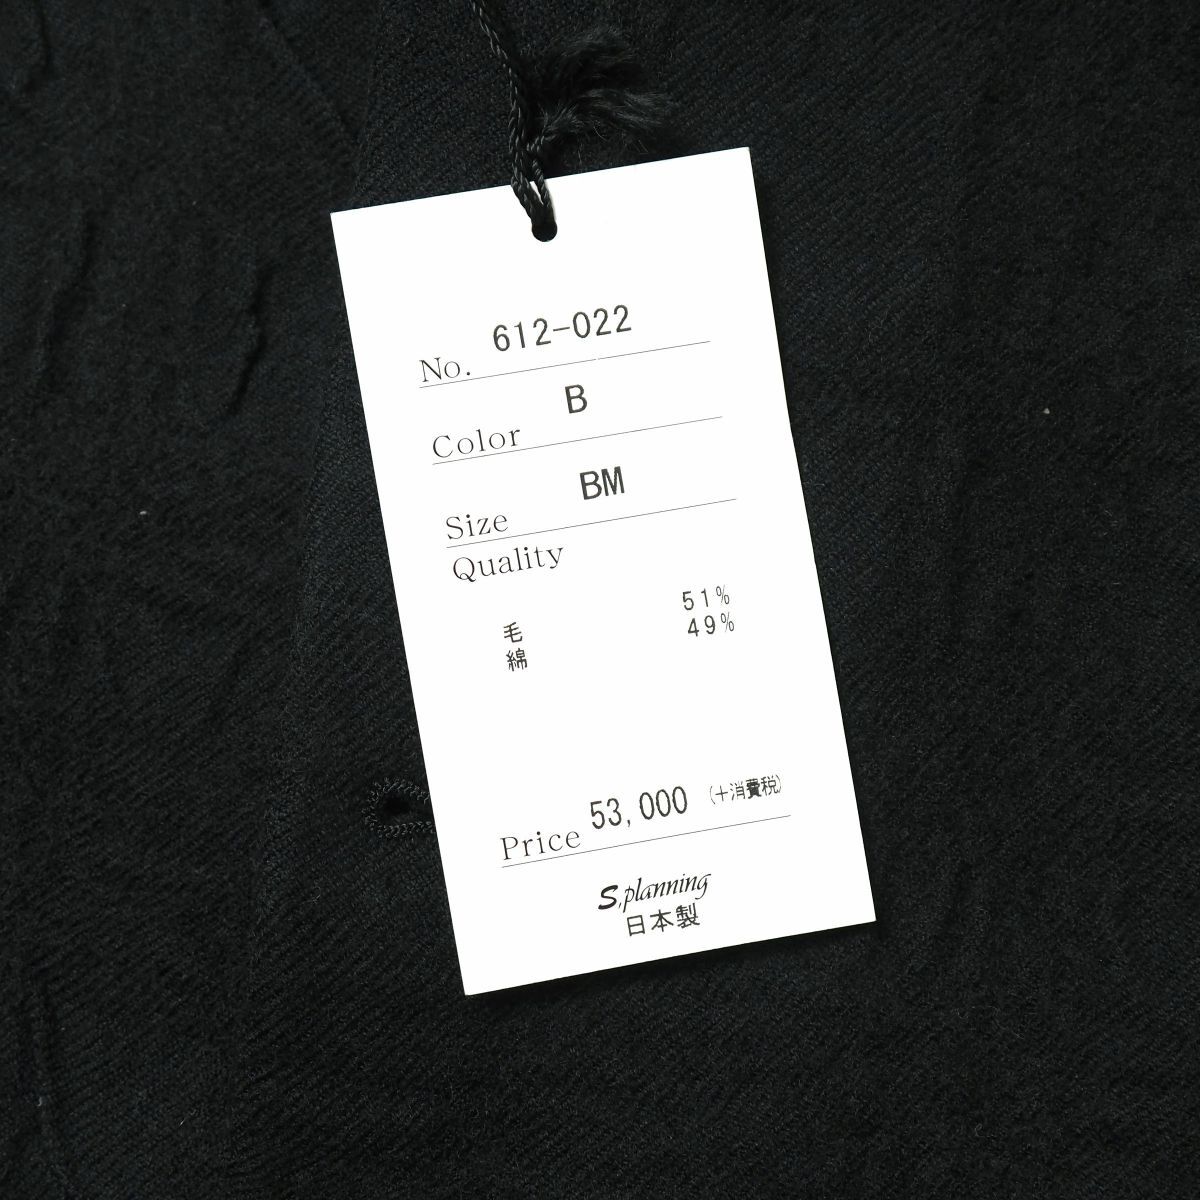 No. 612-022
Color B
Size BM
Quality
毛 51%
綿 49%
Price 53,000 (+消費税)
S,planning
日本製